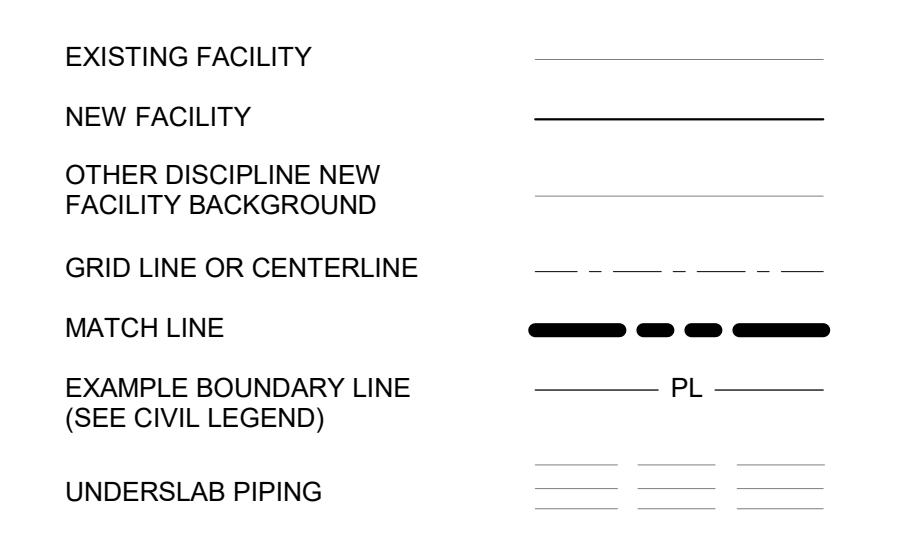 EXISTING FACILITY
NEW FACILITY
OTHER DISCIPLINE NEW
FACILITY BACKGROUND
GRID LINE OR CENTERLINE
MATCH LINE
EXAMPLE BOUNDARY LINE
PL
(SEE CIVIL LEGEND)
UNDERSLAB PIPING